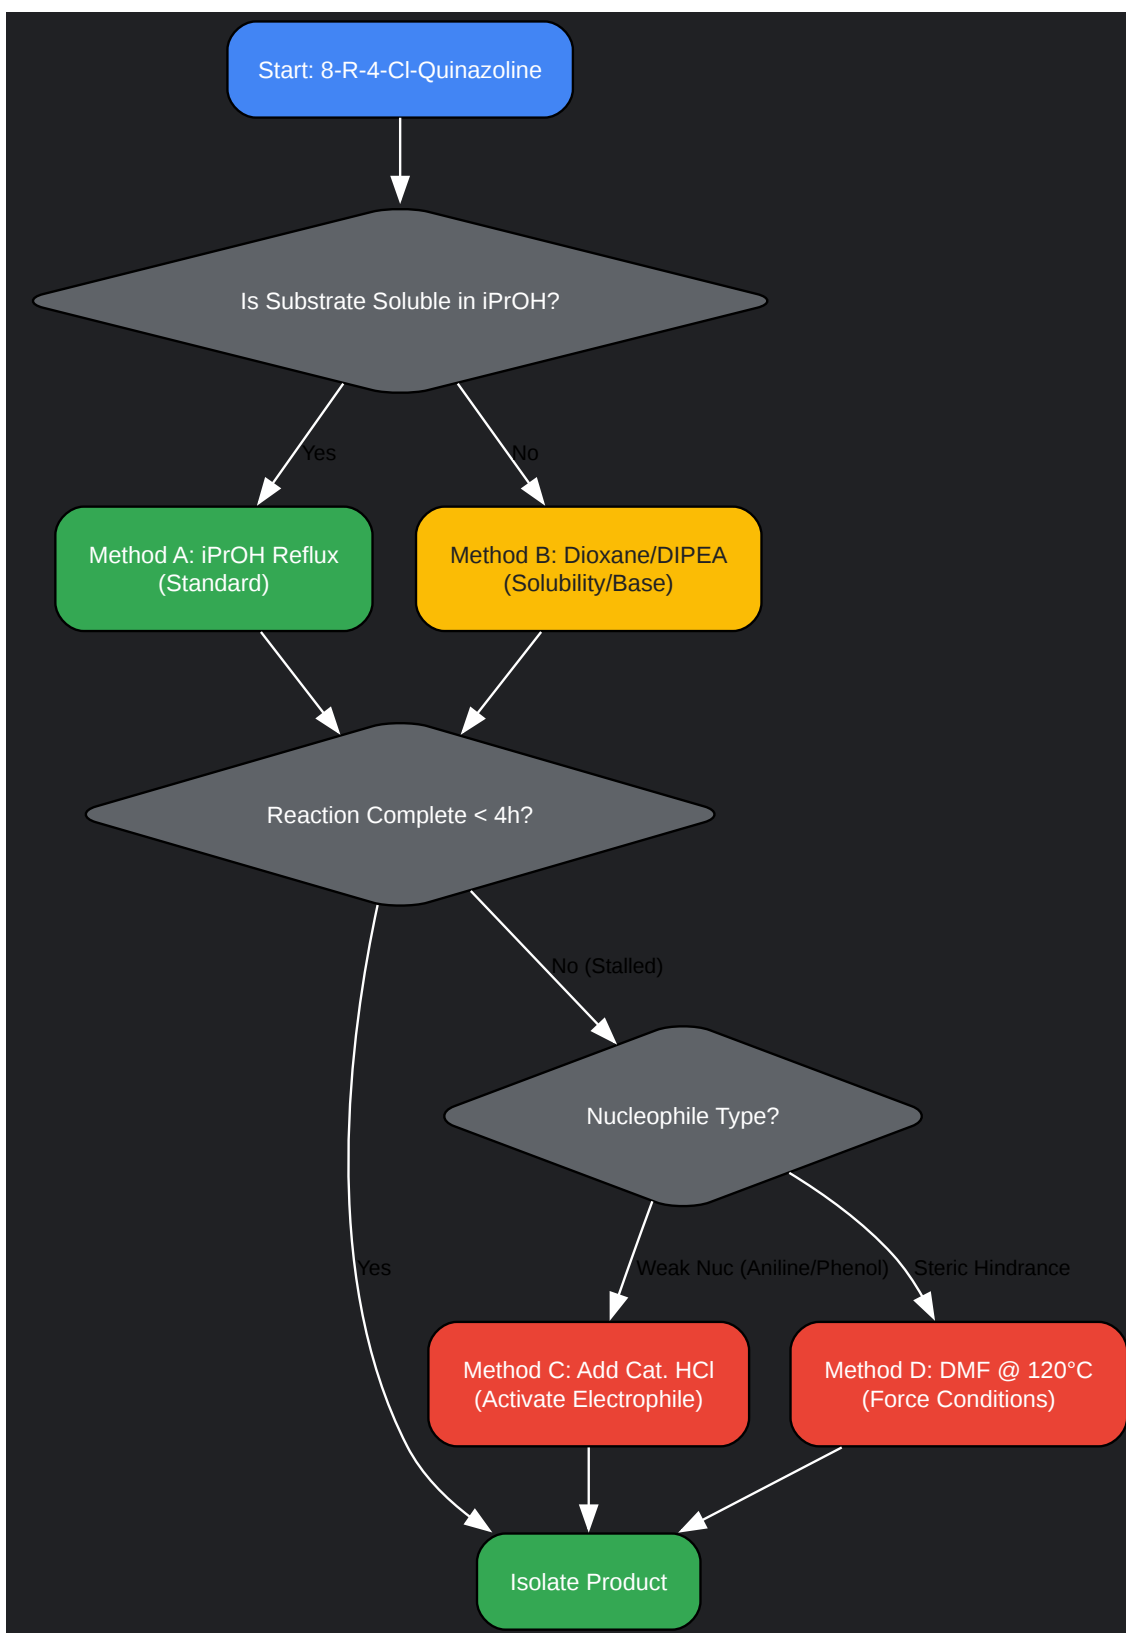 Start: 8-R-4-Cl-Quinazoline
Is Substrate Soluble in iPrOH?
Yes
No
Method A: iPrOH Reflux
(Standard)
Method B: Dioxane/DIPEA
(Solubility/Base)
Reaction Complete < 4h?
No (Stalled)
Nucleophile Type?
Yes
Weak Nuc (Aniline/Phenol)
Steric Hindrance
Method C: Add Cat. HCl
(Activate Electrophile)
Method D: DMF @ 120°C
(Force Conditions)
Isolate Product